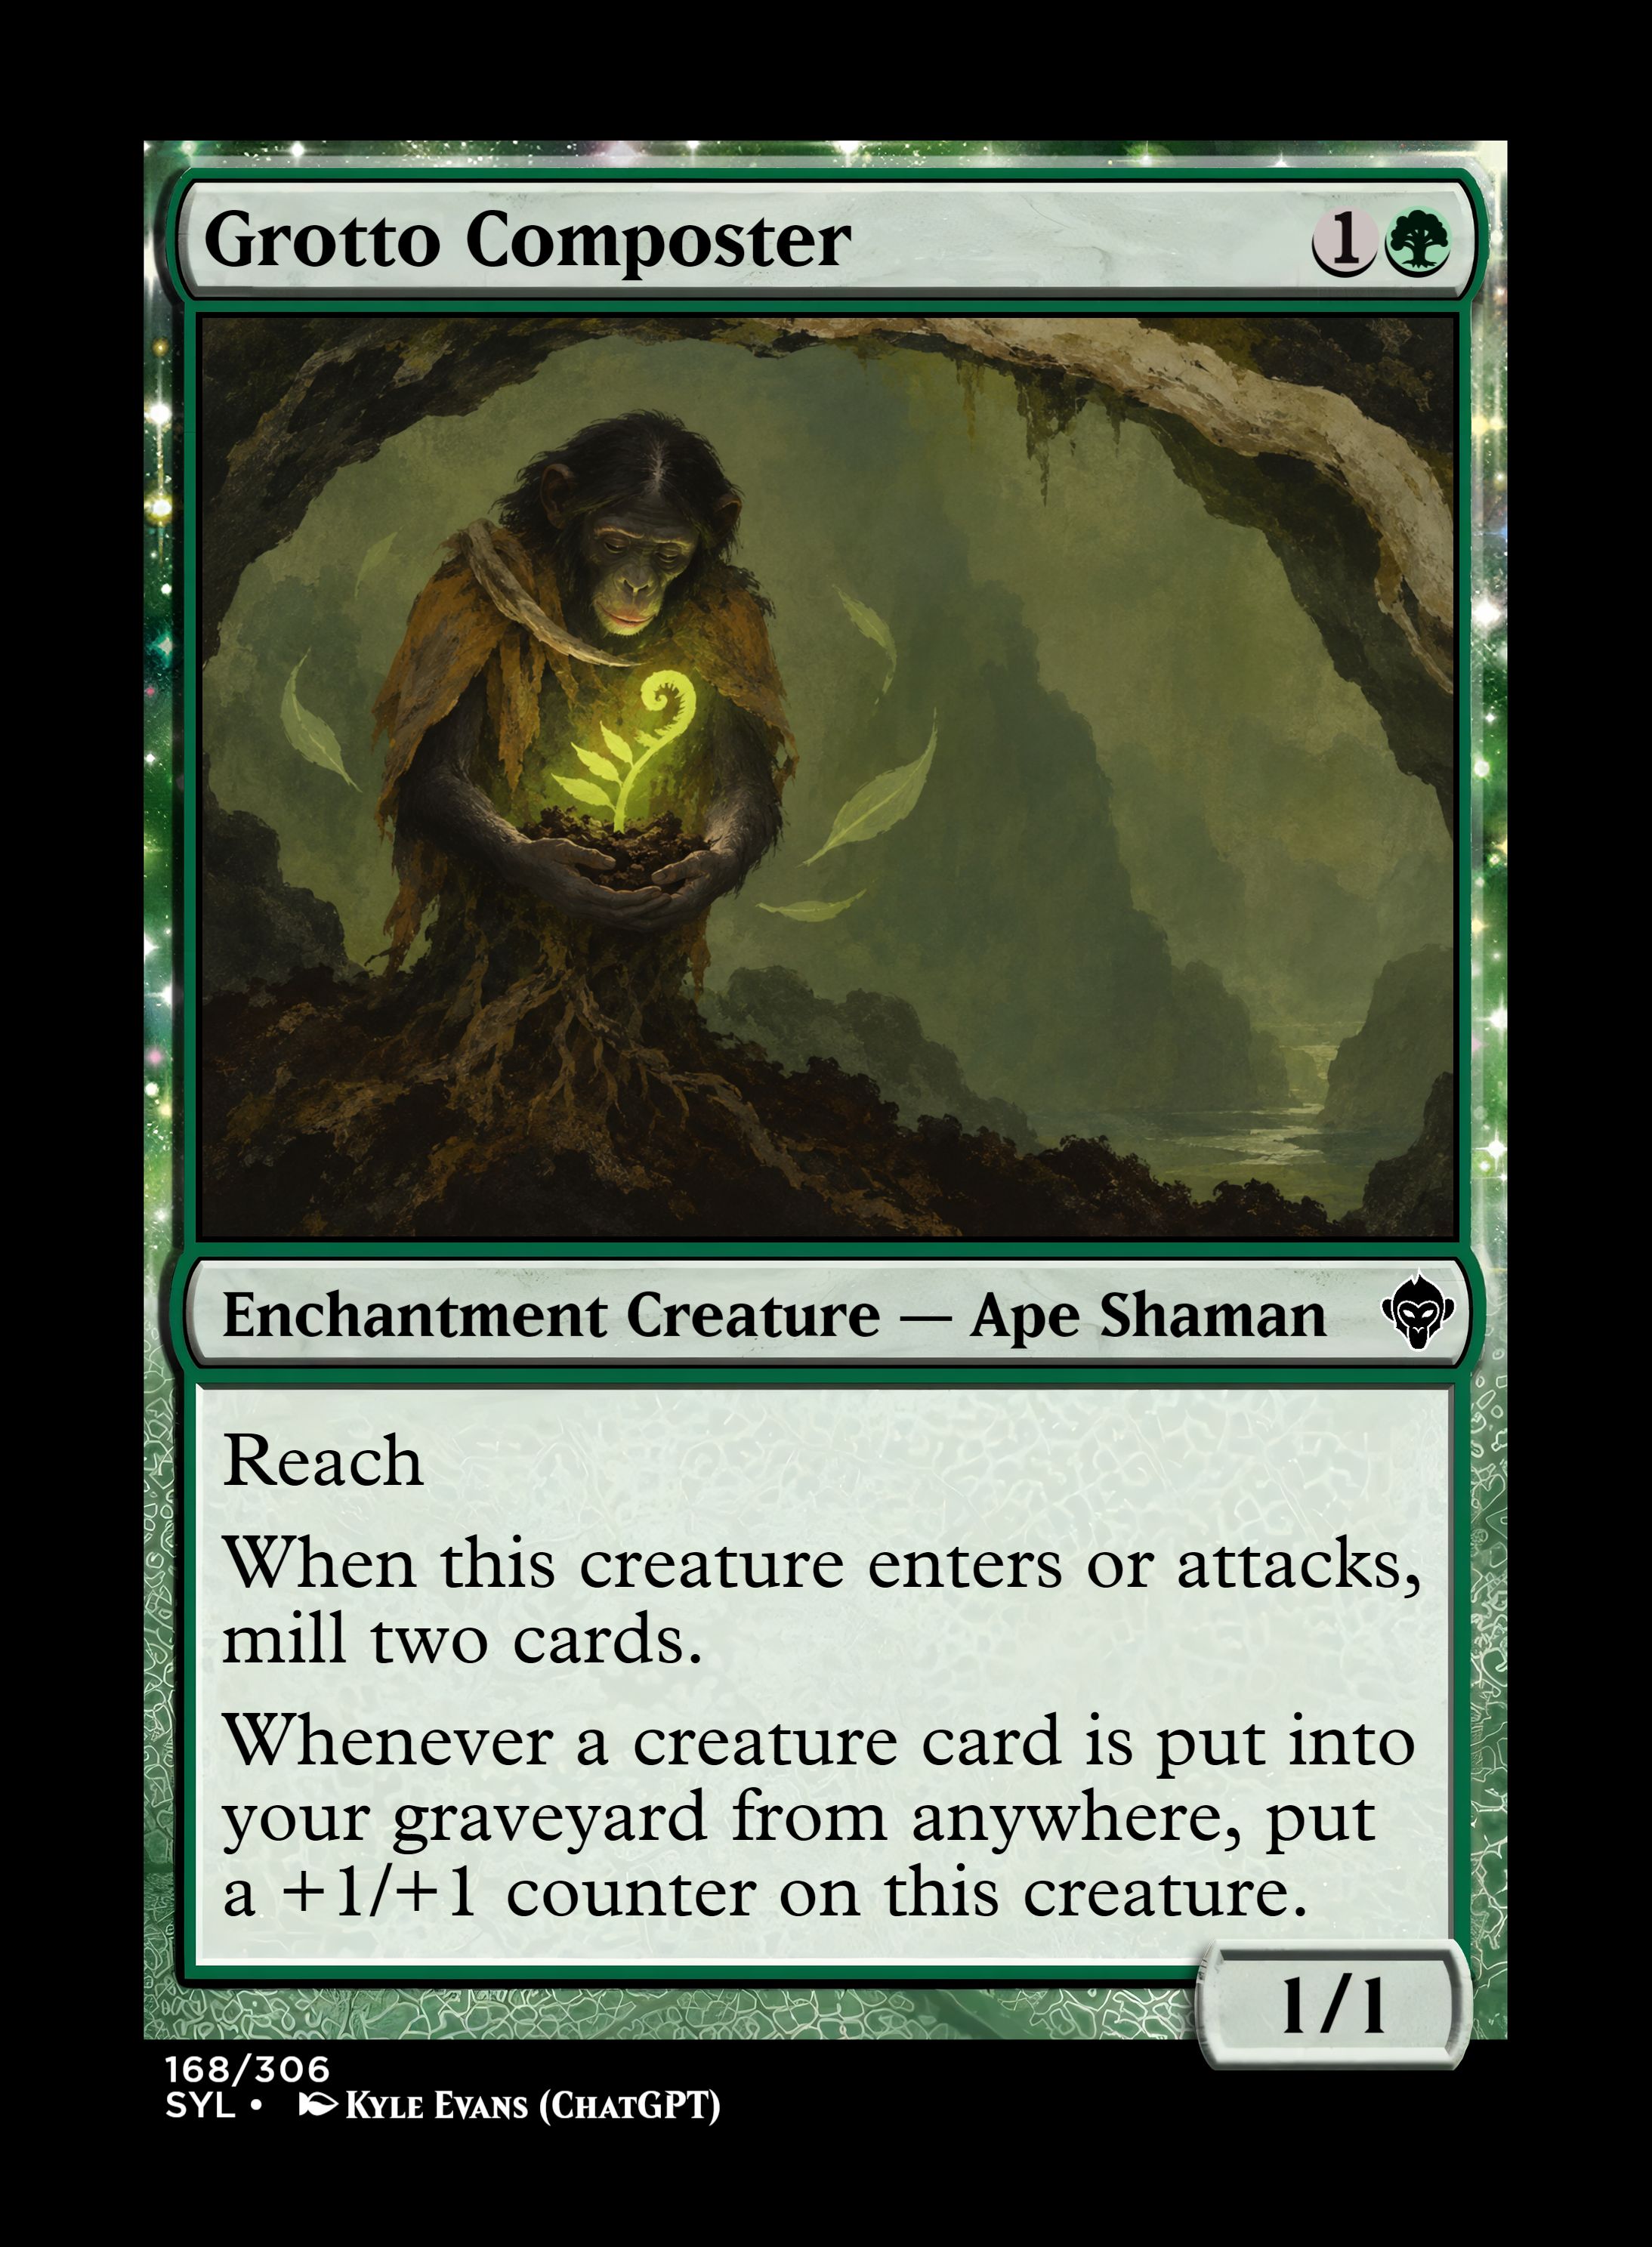 Grotto Composter
1
Enchantment Creature — Ape Shaman
Reach
When this creature enters or attacks,
mill two cards.
Whenever a creature card is put into
your graveyard from anywhere, put
a +1/+1 counter on this creature.
1/1
168/306
SYL • Kyle Evans (ChatGPT)